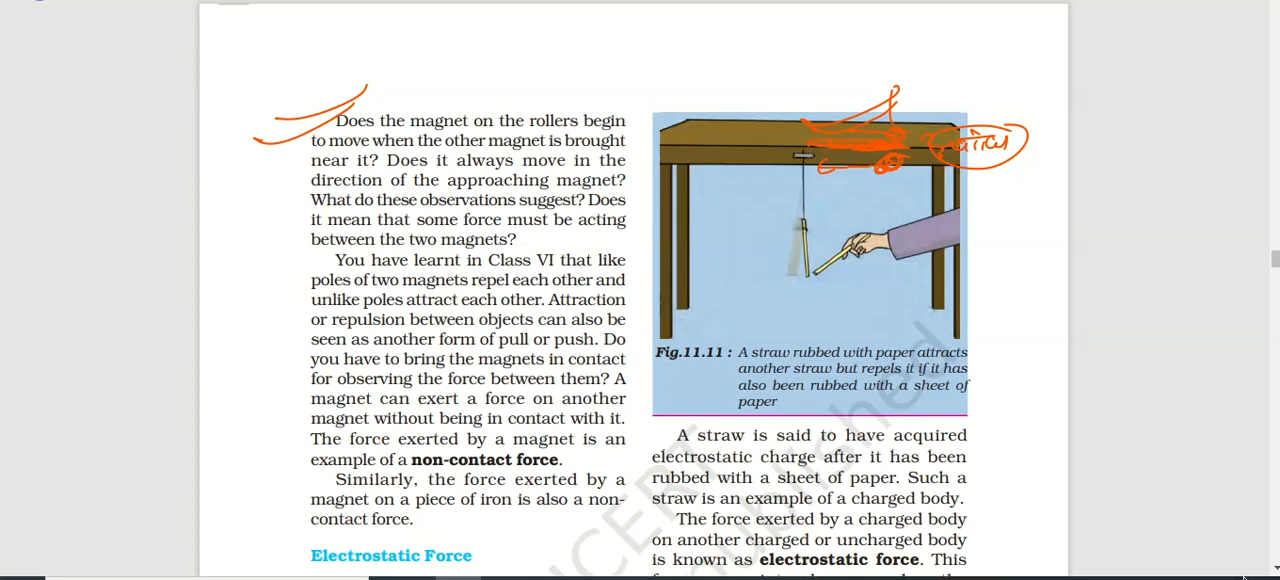 Does the magnet on the rollers begin
to move when the other magnet is brought
near it? Does it always move in the
direction of the approaching magnet?
What do these observations suggest? Does
it mean that some force must be acting
between the two magnets?
You have learnt in Class VI that like
poles of two magnets repel each other and
unlike poles attract each other. Attraction
or repulsion between objects can also be
seen as another form of pull or push. Do
you have to bring the magnets in contact
for observing the force between them? A
magnet can exert a force on another
magnet without being in contact with it.
The force exerted by a magnet is an
example of a non-contact force.
Similarly, the force exerted by a
magnet on a piece of iron is also a non-
contact force.
Electrostatic Force
Fig.11.11 : A straw rubbed with paper attracts
another straw but repels it if it has
also been rubbed with a sheet of
paper
A straw is said to have acquired
electrostatic charge after it has been
rubbed with a sheet of paper. Such a
straw is an example of a charged body.
The force exerted by a charged body
on another charged or uncharged body
is known as electrostatic force. This
NCERT
published